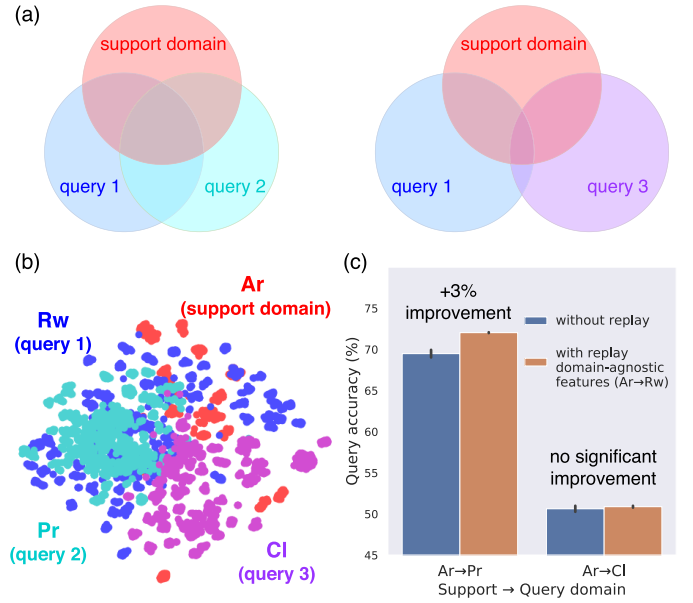 (a)
support domain
query 1
query 2
support domain
query 1
query 3
(b)
Ar
(support domain)
Rw
(query 1)
Pr
(query 2)
Cl
(query 3)
(c)
Query accuracy (%)
75
70
65
60
55
50
45
+3%
improvement
without replay
with replay
domain-agnostic
features (Ar→Rw)
no significant
improvement
Ar→Pr
Ar→Cl
Support → Query domain